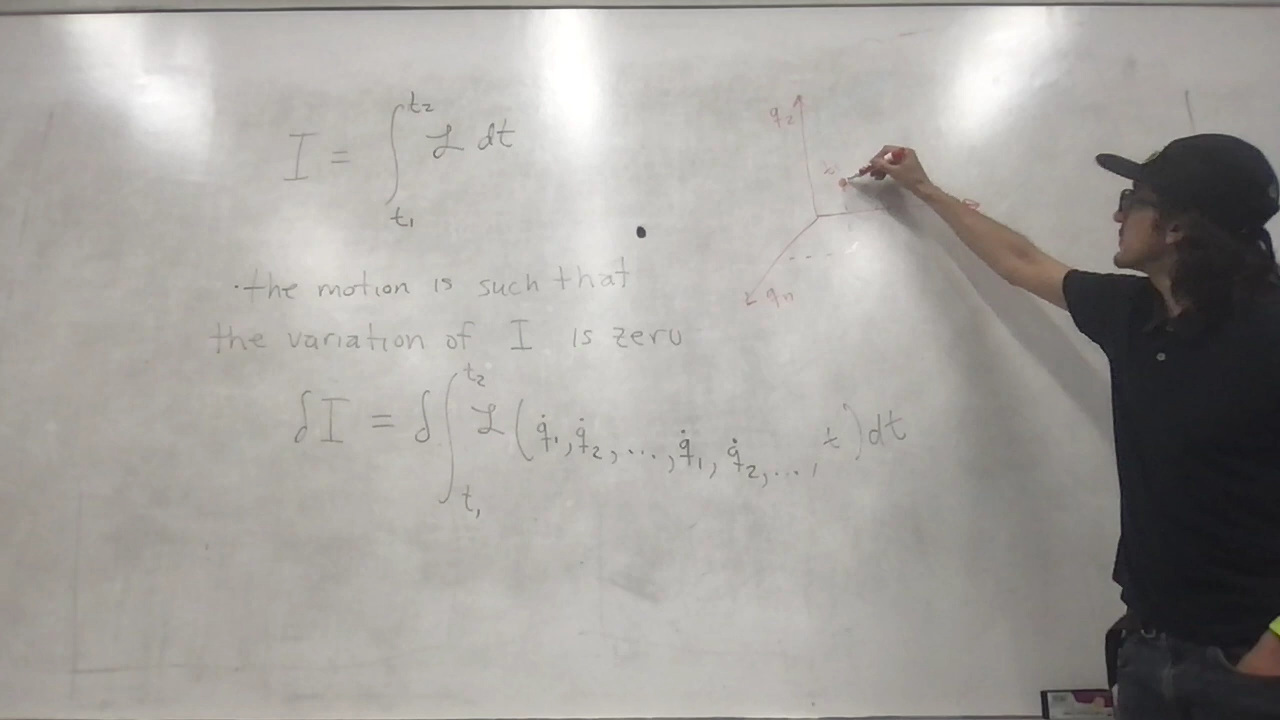 I = ∫_{t₁}^{t₂} ℒ dt
·the motion is such that
the variation of I is zero
δI = δ∫_{t₁}^{t₂} ℒ(q̇₁, q̇₂, ..., q̇₁, q̇₂, ..., t)dt
q₂
qₙ